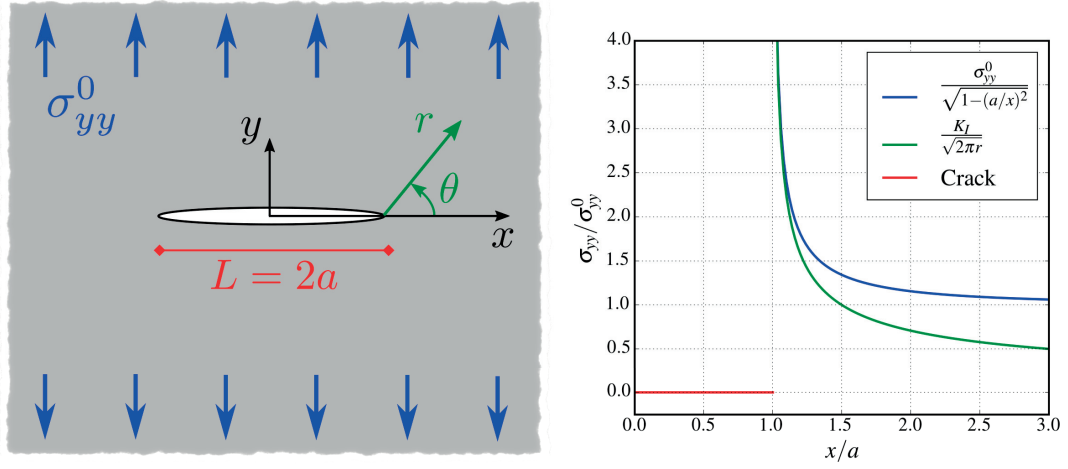 σ⁰yy
y
r
θ
x
L = 2a
4.0
3.5
3.0
2.5
2.0
1.5
1.0
0.5
0.0
σyy/σ⁰yy
σ⁰yy/√1−(a/x)²
K_I/√2πr
Crack
0.0 0.5 1.0 1.5 2.0 2.5 3.0
x/a